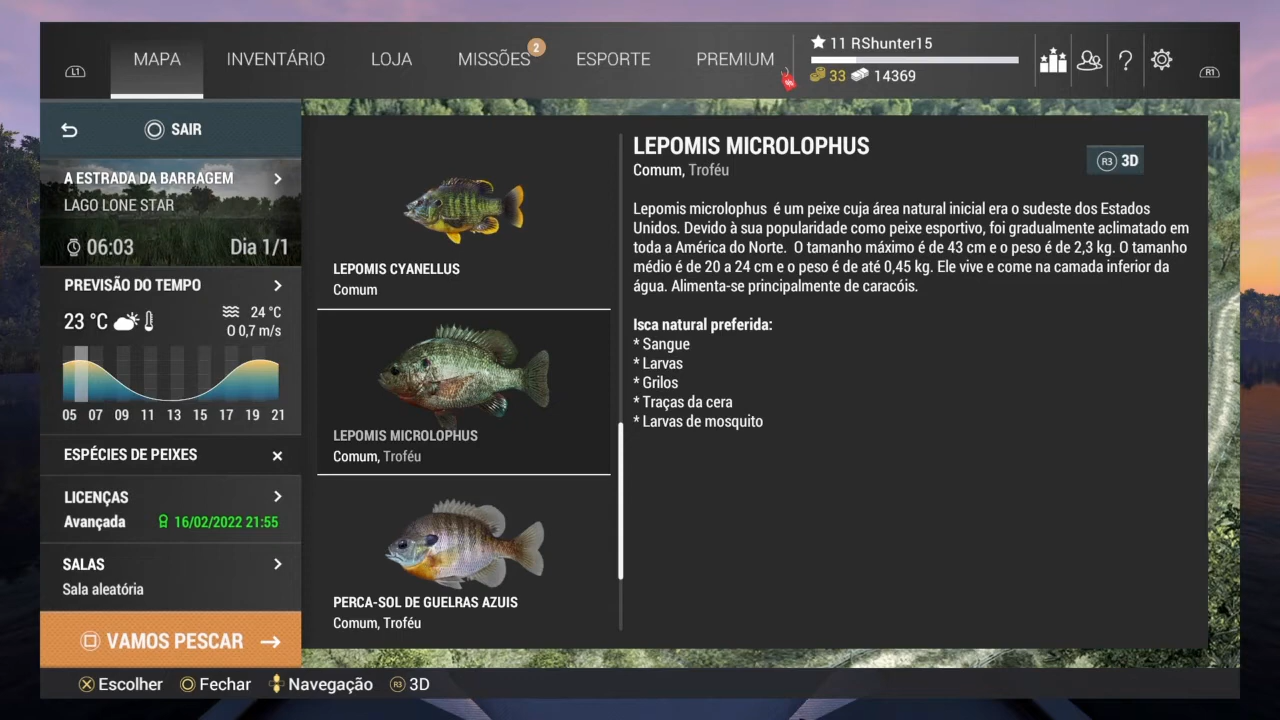 L1
MAPA
INVENTÁRIO
LOJA
MISSÕES
2
ESPORTE
PREMIUM
%
11 RShunter15
33 14369
?
R1
SAIR
A ESTRADA DA BARRAGEM
LAGO LONE STAR
06:03
Dia 1/1
PREVISÃO DO TEMPO
23 °C
24 °C
O 0,7 m/s
05 07 09 11 13 15 17 19 21
ESPÉCIES DE PEIXES
LICENÇAS
Avançada 16/02/2022 21:55
SALAS
Sala aleatória
VAMOS PESCAR
LEPOMIS CYANELLUS
Comum
LEPOMIS MICROLOPHUS
Comum, Troféu
PERCA-SOL DE GUELRAS AZUIS
Comum, Troféu
LEPOMIS MICROLOPHUS
Comum, Troféu
R3 3D
Lepomis microlophus é um peixe cuja área natural inicial era o sudeste dos Estados
Unidos. Devido à sua popularidade como peixe esportivo, foi gradualmente aclimatado em
toda a América do Norte. O tamanho máximo é de 43 cm e o peso é de 2,3 kg. O tamanho
médio é de 20 a 24 cm e o peso é de até 0,45 kg. Ele vive e come na camada inferior da
água. Alimenta-se principalmente de caracóis.
Isca natural preferida:
* Sangue
* Larvas
* Grilos
* Traças da cera
* Larvas de mosquito
Escolher
Fechar
Navegação
R3 3D